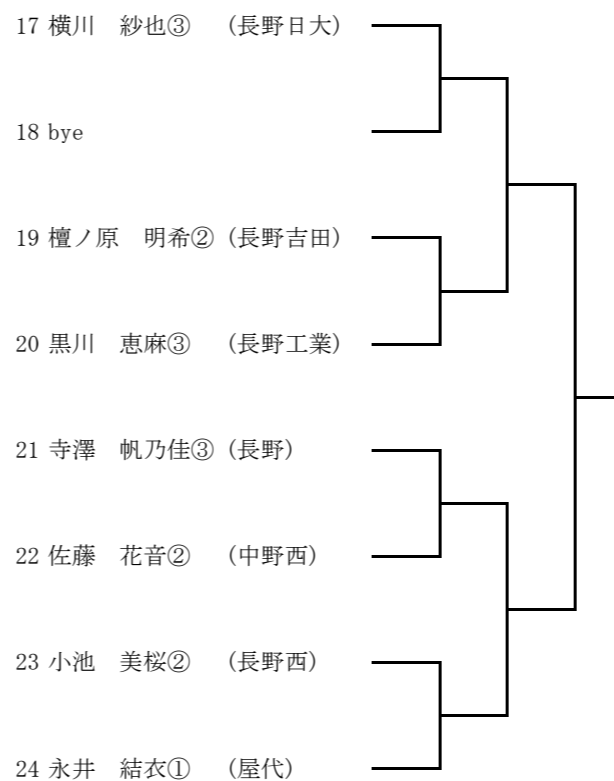 17 横川　紗也③　(長野日大)
18 bye
19 檀ノ原　明希② (長野吉田)
20 黒川　恵麻③　(長野工業)
21 寺澤　帆乃佳③ (長野)
22 佐藤　花音②　(中野西)
23 小池　美桜②　(長野西)
24 永井　結衣①　(屋代)